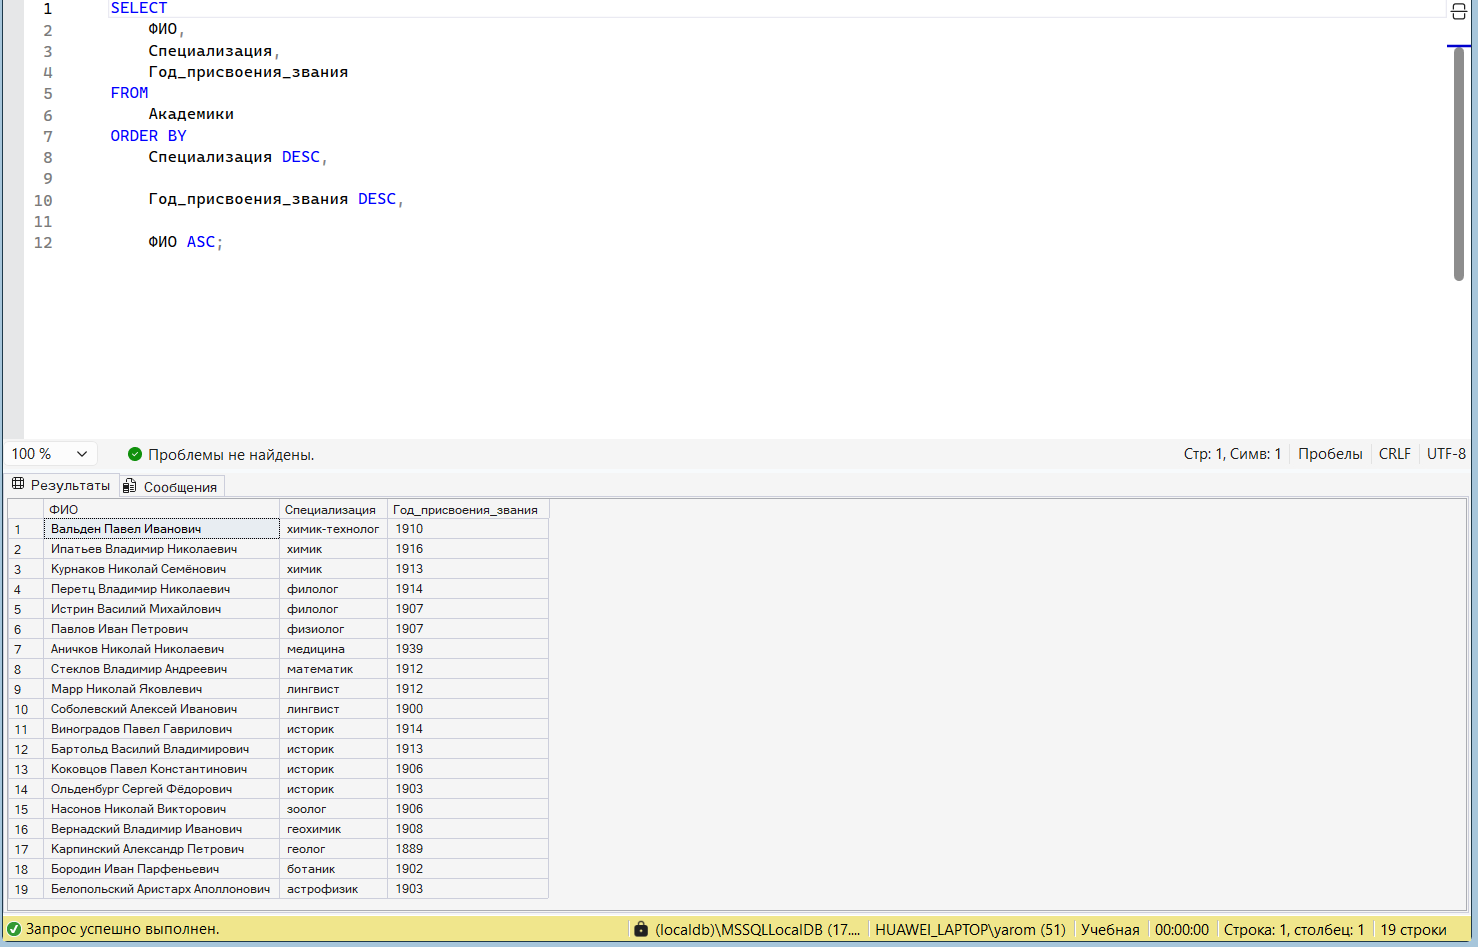 1 SELECT
2 ФИО,
3 Специализация,
4 Год_присвоения_звания
5 FROM
6 Академики
7 ORDER BY
8 Специализация DESC,
9
10 Год_присвоения_звания DESC,
11
12 ФИО ASC;
100 % Проблемы не найдены. Стр: 1, Симв: 1 Пробелы CRLF UTF-8
Результаты Сообщения
ФИО Специализация Год_присвоения_звания
1 Вальден Павел Иванович химик-технолог 1910
2 Ипатьев Владимир Николаевич химик 1916
3 Курнаков Николай Семёнович химик 1913
4 Перетц Владимир Николаевич филолог 1914
5 Истрин Василий Михайлович филолог 1907
6 Павлов Иван Петрович физиолог 1907
7 Аничков Николай Николаевич медицина 1939
8 Стеклов Владимир Андреевич математик 1912
9 Марр Николай Яковлевич лингвист 1912
10 Соболевский Алексей Иванович лингвист 1900
11 Виноградов Павел Гаврилович историк 1914
12 Бартольд Василий Владимирович историк 1913
13 Коковцов Павел Константинович историк 1906
14 Ольденбург Сергей Фёдорович историк 1903
15 Насонов Николай Викторович зоолог 1906
16 Вернадский Владимир Иванович геохимик 1908
17 Карпинский Александр Петрович геолог 1889
18 Бородин Иван Парфеньевич ботаник 1902
19 Белопольский Аристарх Аполлонович астрофизик 1903
Запрос успешно выполнен. (localdb)\MSSQLLocalDB (17.... HUAWEI_LAPTOP\yarom (51) Учебная 00:00:00 Строка: 1, столбец: 1 19 строки